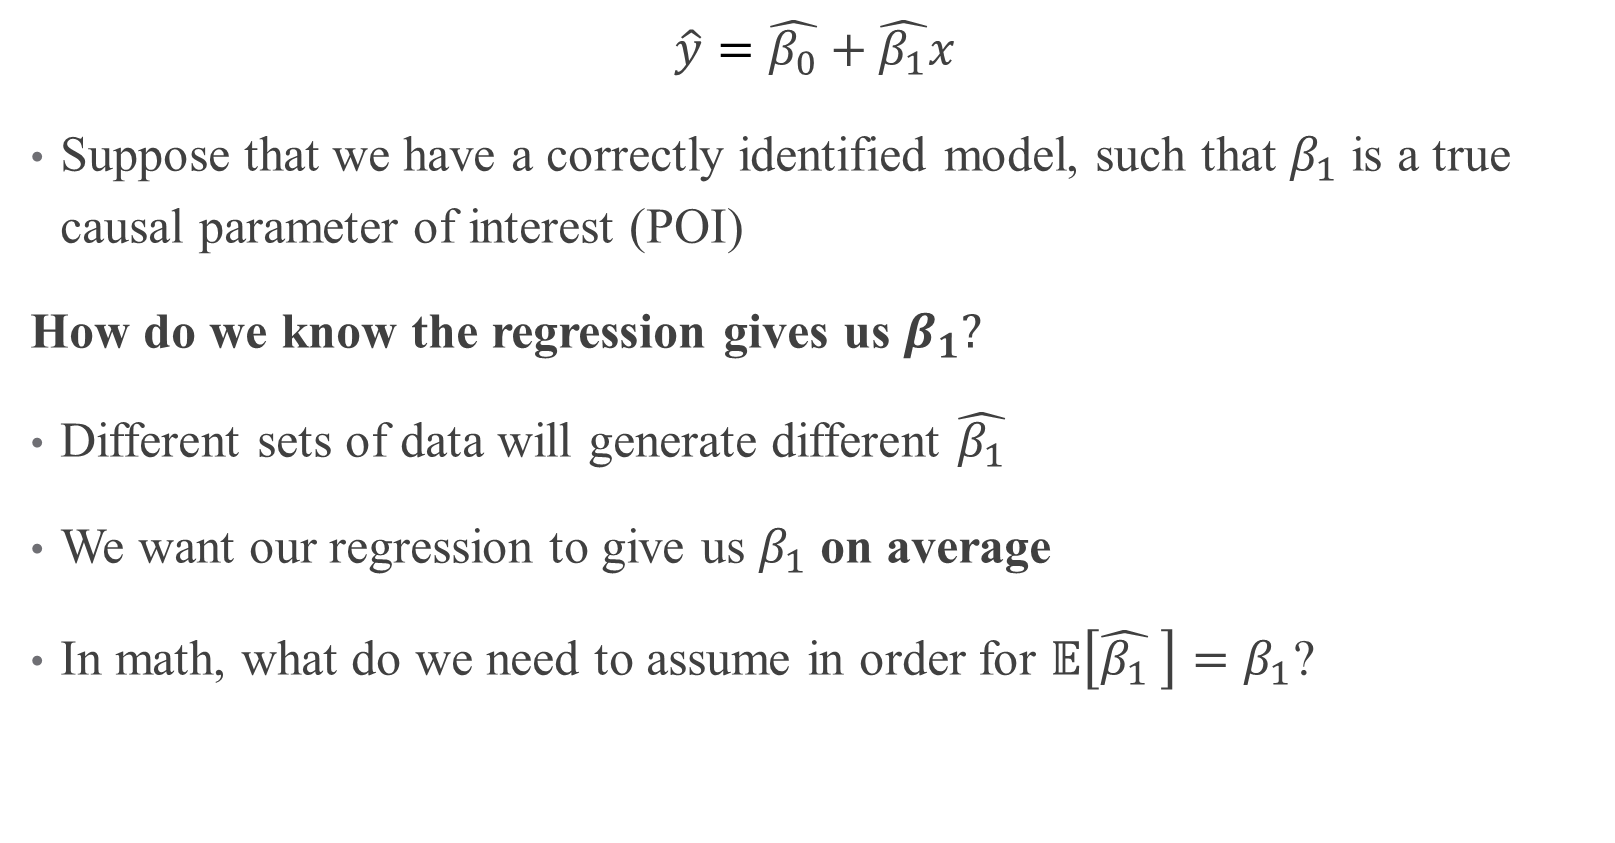 ŷ = β̂₀ + β̂₁x
• Suppose that we have a correctly identified model, such that β₁ is a true
causal parameter of interest (POI)
How do we know the regression gives us β₁?
• Different sets of data will generate different β̂₁
• We want our regression to give us β₁ on average
• In math, what do we need to assume in order for 𝔼[β̂₁ ] = β₁?